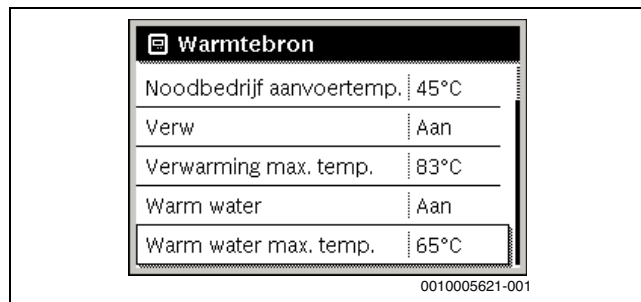 Warmtebron
Noodbedrijf aanvoertemp. 45°C
Verw Aan
Verwarming max. temp. 83°C
Warm water Aan
Warm water max. temp. 65°C
0010005621-001